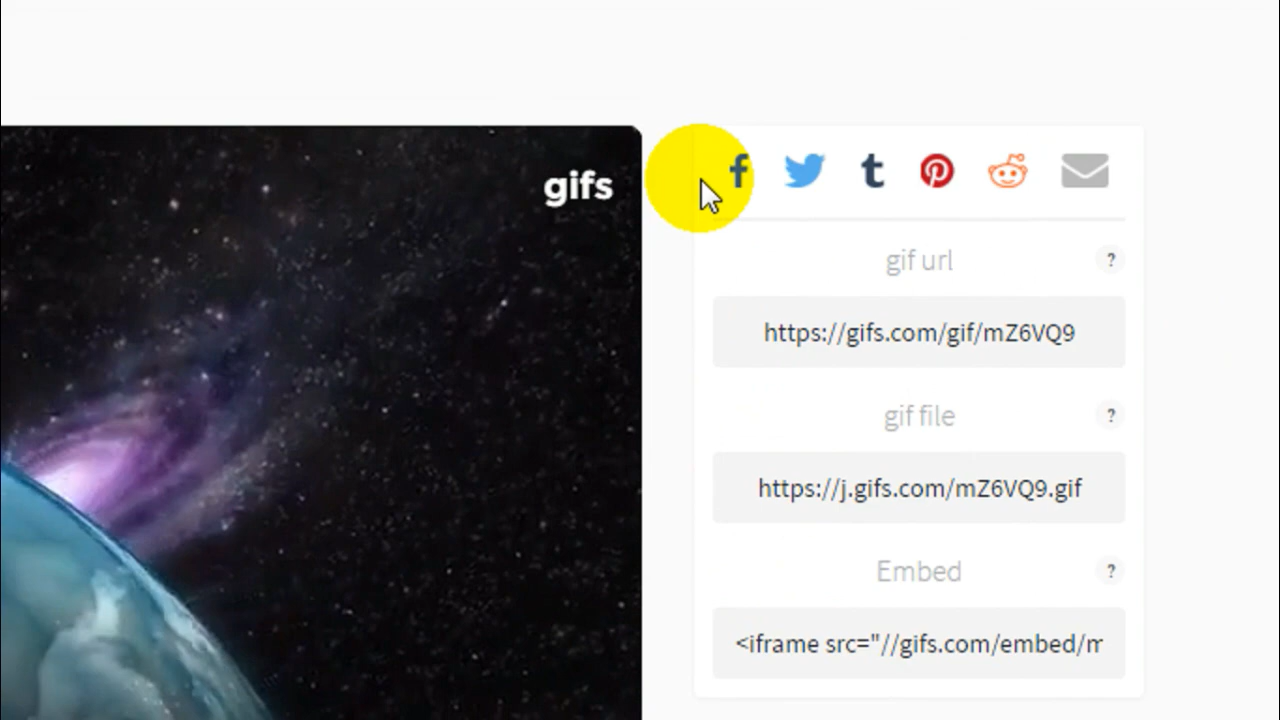 gifs
gif url
?
https://gifs.com/gif/mZ6VQ9
gif file
?
https://j.gifs.com/mZ6VQ9.gif
Embed
?
<iframe src="//gifs.com/embed/m